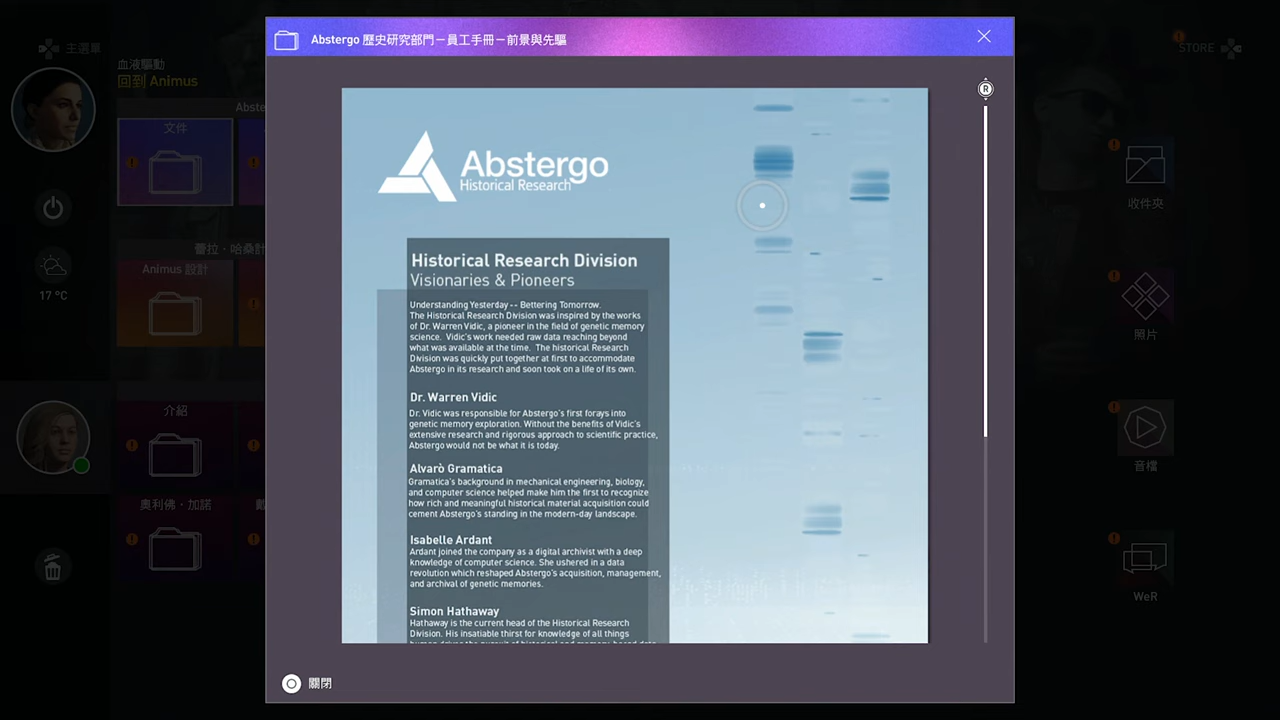 Abstergo 歷史研究部門－員工手冊－前景與先驅
主選單
STORE
血液驅動
回到 Animus
Abste
文件
17 °C
蕾拉．哈桑計
Animus 設計
介紹
奧利佛．加諾
戴
收件夾
照片
音檔
WeR
R
Abstergo
Historical Research
Historical Research Division
Visionaries & Pioneers
Understanding Yesterday -- Bettering Tomorrow.
The Historical Research Division was inspired by the works
of Dr. Warren Vidic, a pioneer in the field of genetic memory
science. Vidic's work needed raw data reaching beyond
what was available at the time. The historical Research
Division was quickly put together at first to accommodate
Abstergo in its research and soon took on a life of its own.
Dr. Warren Vidic
Dr. Vidic was responsible for Abstergo's first forays into
genetic memory exploration. Without the benefits of Vidic's
extensive research and rigorous approach to scientific practice,
Abstergo would not be what it is today.
Alvarò Gramatica
Gramatica's background in mechanical engineering, biology,
and computer science helped make him the first to recognize
how rich and meaningful historical material acquisition could
cement Abstergo's standing in the modern-day landscape.
Isabelle Ardant
Ardant joined the company as a digital archivist with a deep
knowledge of computer science. She ushered in a data
revolution which reshaped Abstergo's acquisition, management,
and archival of genetic memories.
Simon Hathaway
Hathaway is the current head of the Historical Research
Division. His insatiable thirst for knowledge of all things
關閉